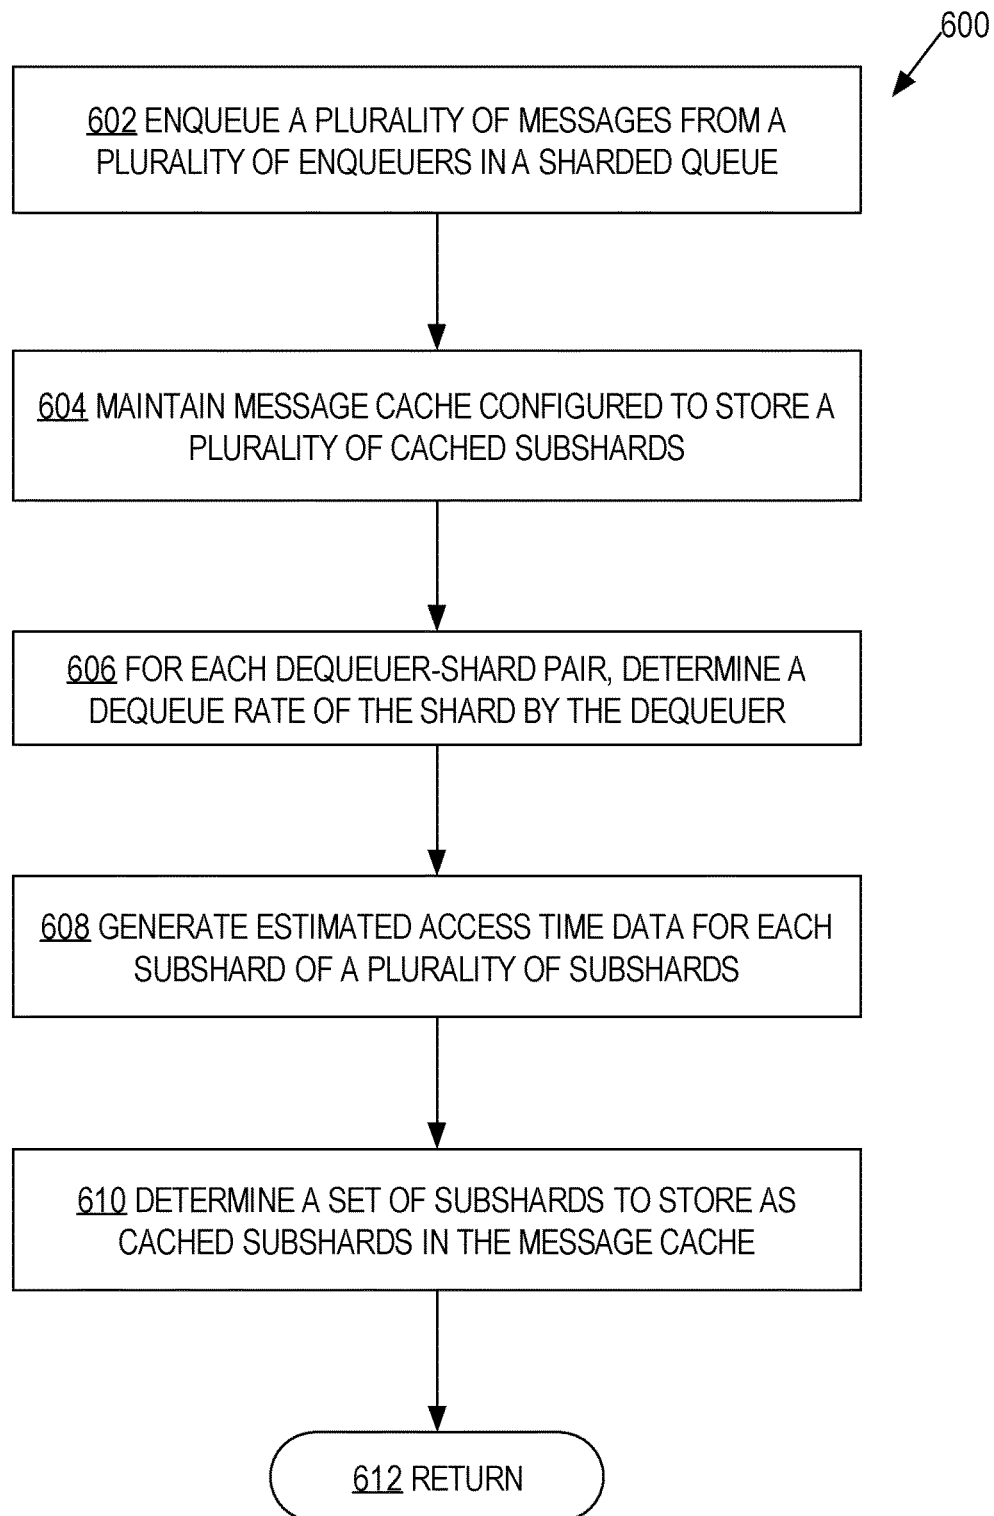 600
602 ENQUEUE A PLURALITY OF MESSAGES FROM A
PLURALITY OF ENQUEUERS IN A SHARDED QUEUE
604 MAINTAIN MESSAGE CACHE CONFIGURED TO STORE A
PLURALITY OF CACHED SUBSHARDS
606 FOR EACH DEQUEUER-SHARD PAIR, DETERMINE A
DEQUEUE RATE OF THE SHARD BY THE DEQUEUER
608 GENERATE ESTIMATED ACCESS TIME DATA FOR EACH
SUBSHARD OF A PLURALITY OF SUBSHARDS
610 DETERMINE A SET OF SUBSHARDS TO STORE AS
CACHED SUBSHARDS IN THE MESSAGE CACHE
612 RETURN